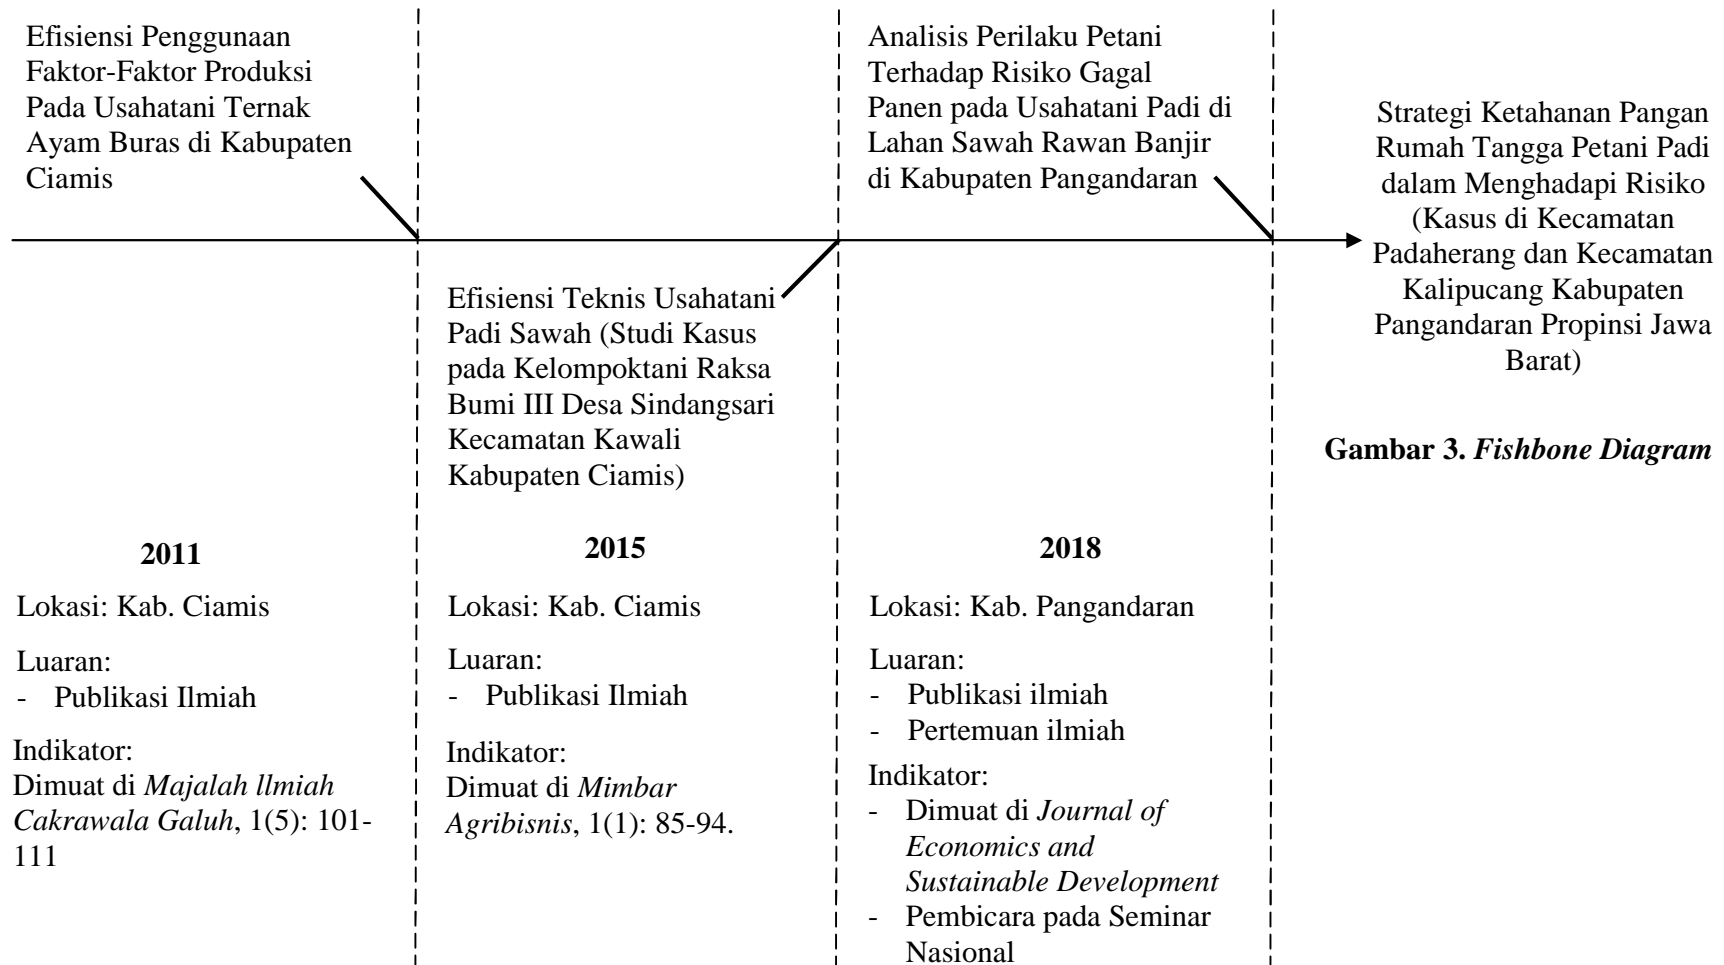 Efisiensi Penggunaan
Faktor-Faktor Produksi
Pada Usahatani Ternak
Ayam Buras di Kabupaten
Ciamis
Analisis Perilaku Petani
Terhadap Risiko Gagal
Panen pada Usahatani Padi di
Lahan Sawah Rawan Banjir
di Kabupaten Pangandaran
Strategi Ketahanan Pangan
Rumah Tangga Petani Padi
dalam Menghadapi Risiko
(Kasus di Kecamatan
Padaherang dan Kecamatan
Kalipucang Kabupaten
Pangandaran Propinsi Jawa
Barat)
Efisiensi Teknis Usahatani
Padi Sawah (Studi Kasus
pada Kelompoktani Raksa
Bumi III Desa Sindangsari
Kecamatan Kawali
Kabupaten Ciamis)
Gambar 3. Fishbone Diagram
2011
Lokasi: Kab. Ciamis
Luaran:
- Publikasi Ilmiah
Indikator:
Dimuat di Majalah llmiah
Cakrawala Galuh, 1(5): 101-
111
2015
Lokasi: Kab. Ciamis
Luaran:
- Publikasi Ilmiah
Indikator:
Dimuat di Mimbar
Agribisnis, 1(1): 85-94.
2018
Lokasi: Kab. Pangandaran
Luaran:
- Publikasi ilmiah
- Pertemuan ilmiah
Indikator:
- Dimuat di Journal of
Economics and
Sustainable Development
- Pembicara pada Seminar
Nasional